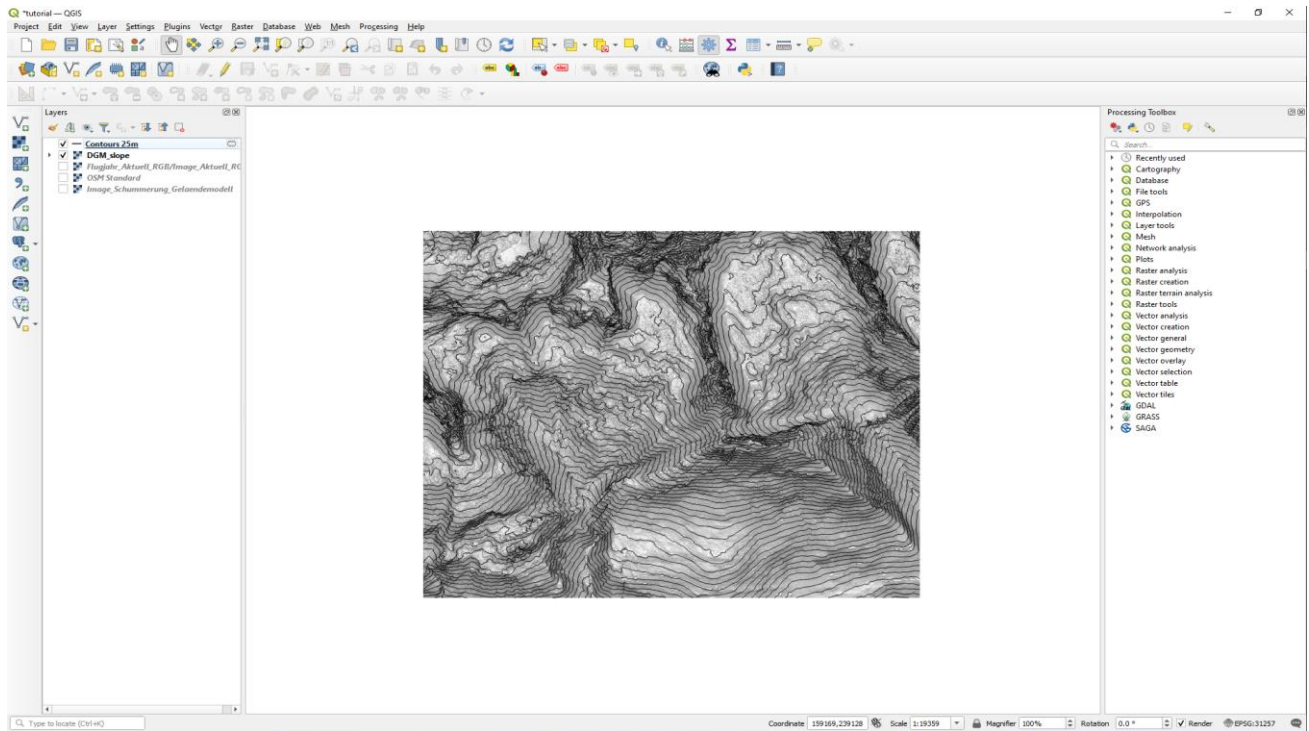 *tutorial — QGIS
Project Edit View Layer Settings Plugins Vector Raster Database Web Mesh Processing Help
Layers
Contours 25m
DGM_slope
Flugjahr_Aktuell_RGB/Image_Aktuell_RG
OSM Standard
Image_Schummerung_Gelaendemodell
Processing Toolbox
Search...
Recently used
Cartography
Database
File tools
GPS
Interpolation
Layer tools
Mesh
Network analysis
Plots
Raster analysis
Raster creation
Raster terrain analysis
Raster tools
Vector analysis
Vector creation
Vector general
Vector geometry
Vector overlay
Vector selection
Vector table
Vector tiles
GDAL
GRASS
SAGA
Type to locate (Ctrl+K) Coordinate 159169,239128 Scale 1:19359 Magnifier 100% Rotation 0.0 ° Render EPSG:31257